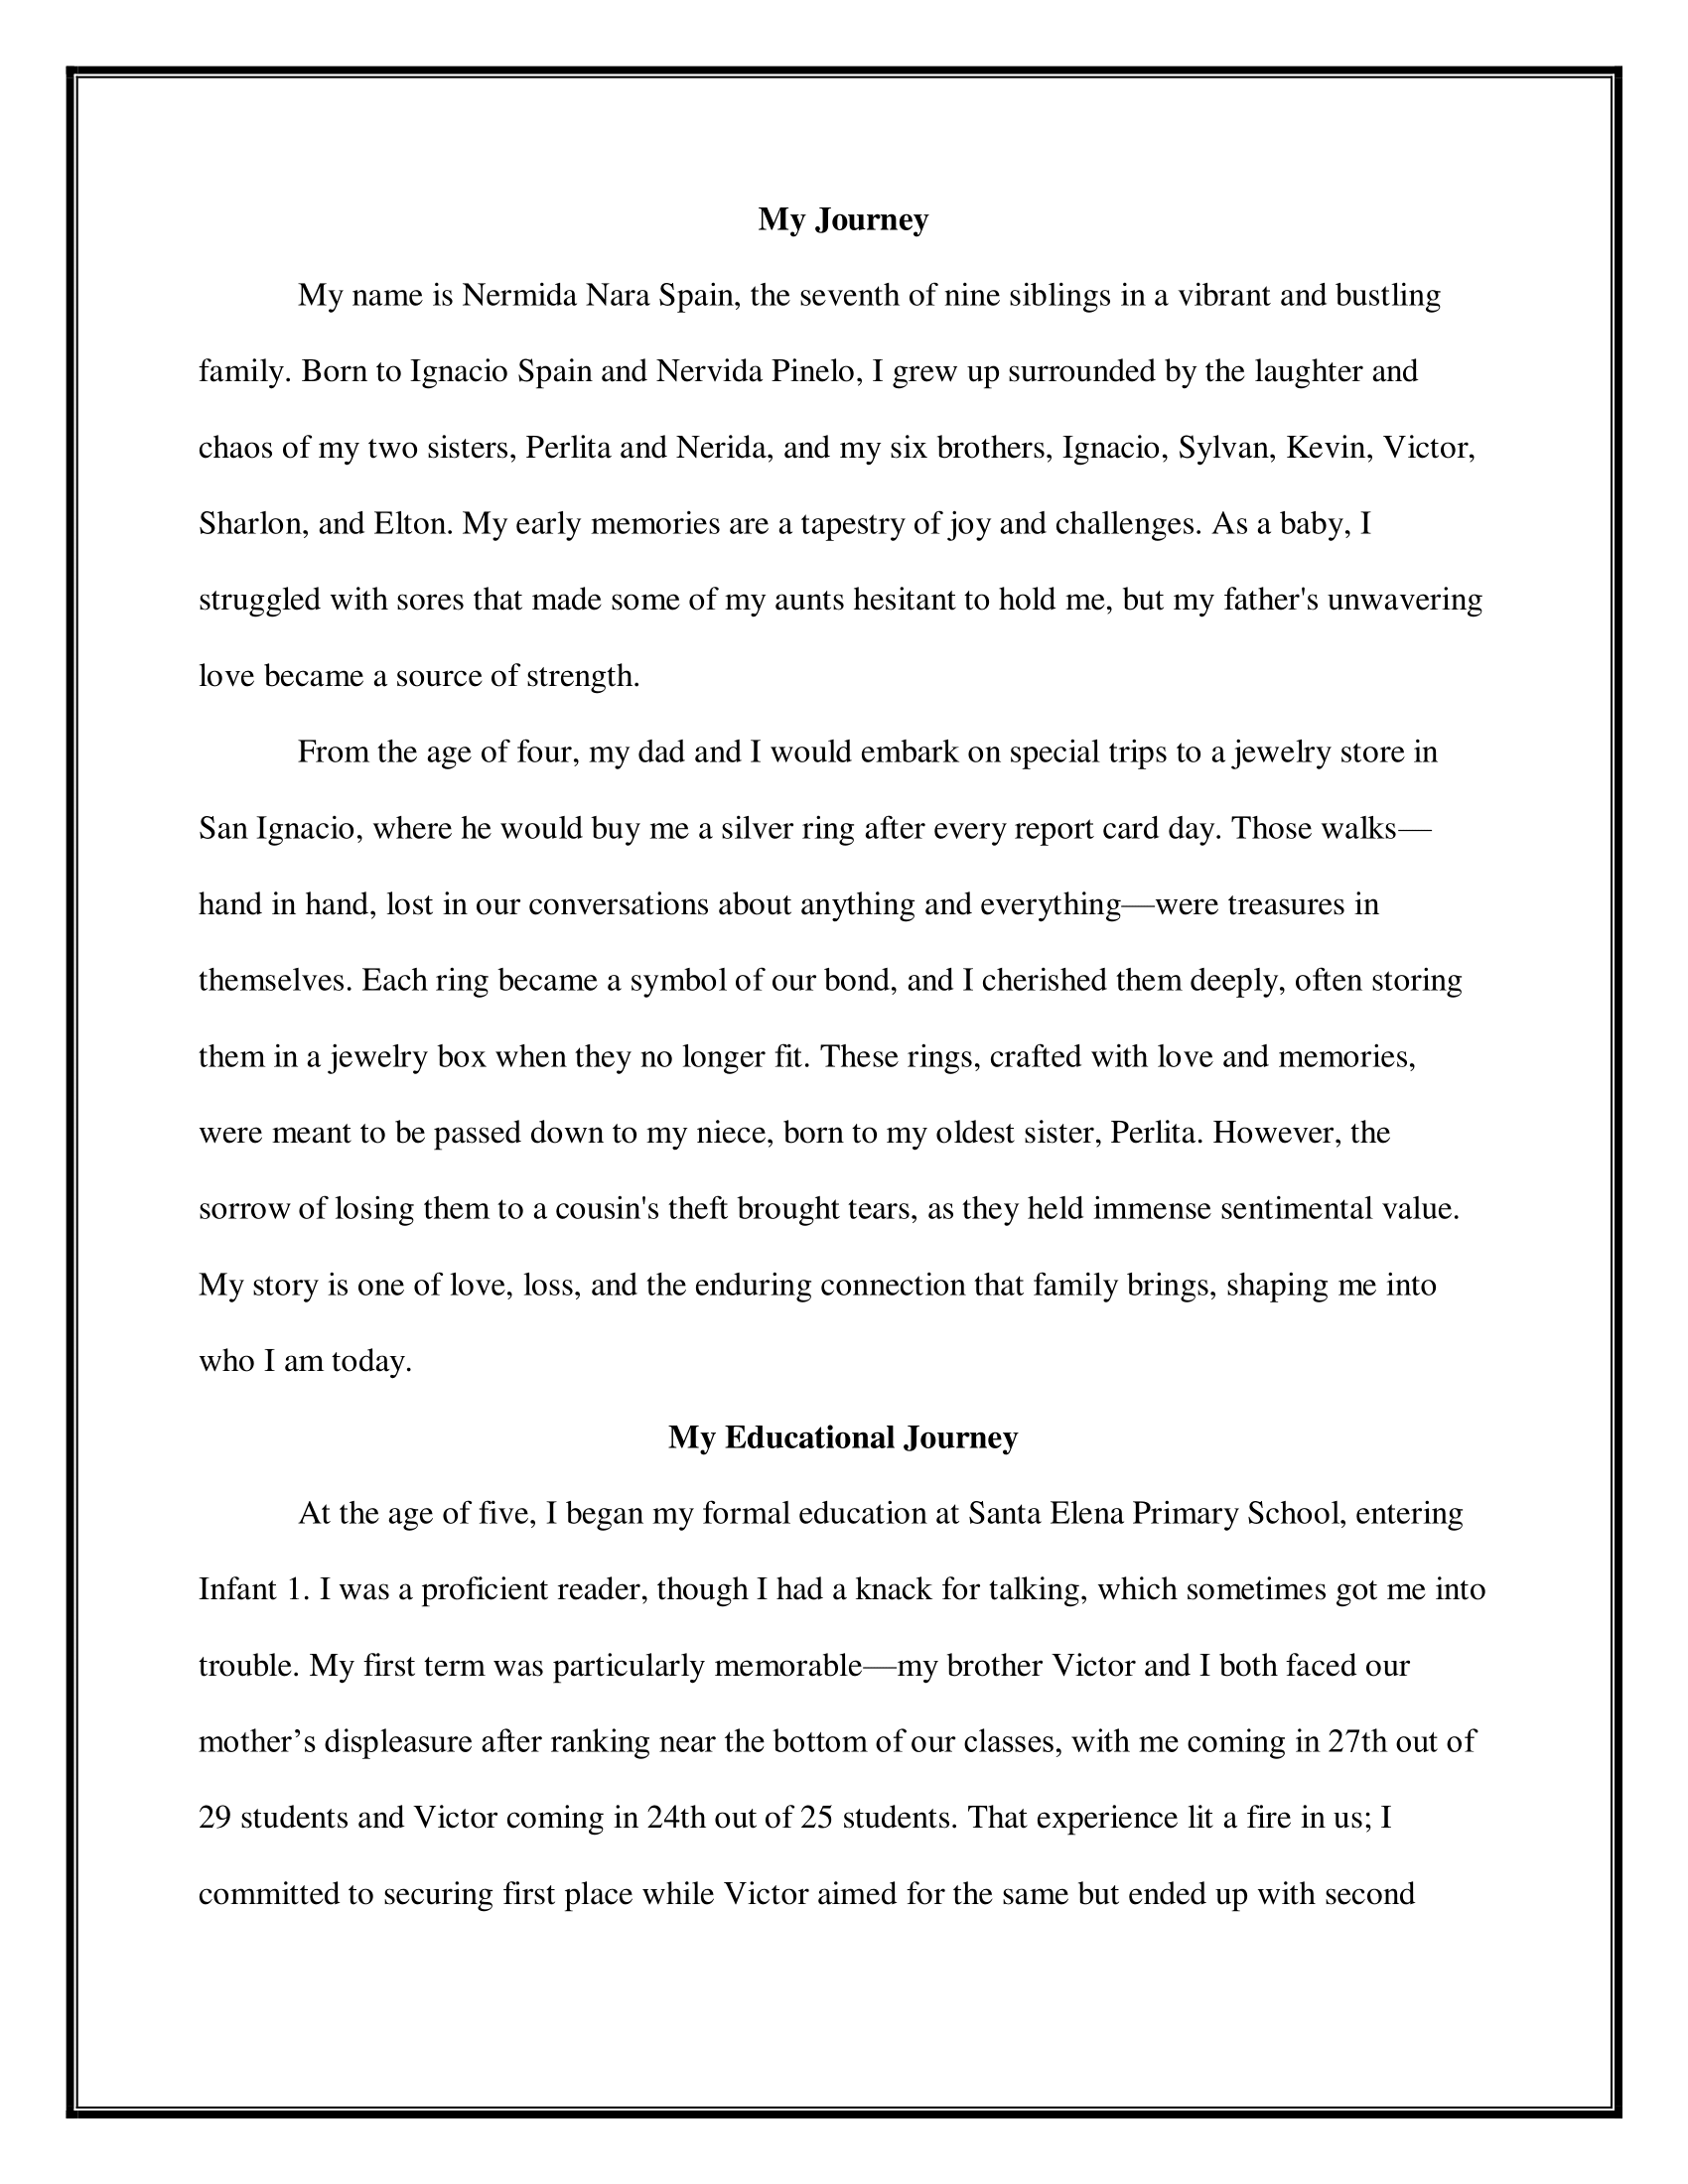 My Journey
My name is Nermida Nara Spain, the seventh of nine siblings in a vibrant and bustling
family. Born to Ignacio Spain and Nervida Pinelo, I grew up surrounded by the laughter and
chaos of my two sisters, Perlita and Nerida, and my six brothers, Ignacio, Sylvan, Kevin, Victor,
Sharlon, and Elton. My early memories are a tapestry of joy and challenges. As a baby, I
struggled with sores that made some of my aunts hesitant to hold me, but my father's unwavering
love became a source of strength.
From the age of four, my dad and I would embark on special trips to a jewelry store in
San Ignacio, where he would buy me a silver ring after every report card day. Those walks—
hand in hand, lost in our conversations about anything and everything—were treasures in
themselves. Each ring became a symbol of our bond, and I cherished them deeply, often storing
them in a jewelry box when they no longer fit. These rings, crafted with love and memories,
were meant to be passed down to my niece, born to my oldest sister, Perlita. However, the
sorrow of losing them to a cousin's theft brought tears, as they held immense sentimental value.
My story is one of love, loss, and the enduring connection that family brings, shaping me into
who I am today.
My Educational Journey
At the age of five, I began my formal education at Santa Elena Primary School, entering
Infant 1. I was a proficient reader, though I had a knack for talking, which sometimes got me into
trouble. My first term was particularly memorable—my brother Victor and I both faced our
mother’s displeasure after ranking near the bottom of our classes, with me coming in 27th out of
29 students and Victor coming in 24th out of 25 students. That experience lit a fire in us; I
committed to securing first place while Victor aimed for the same but ended up with second